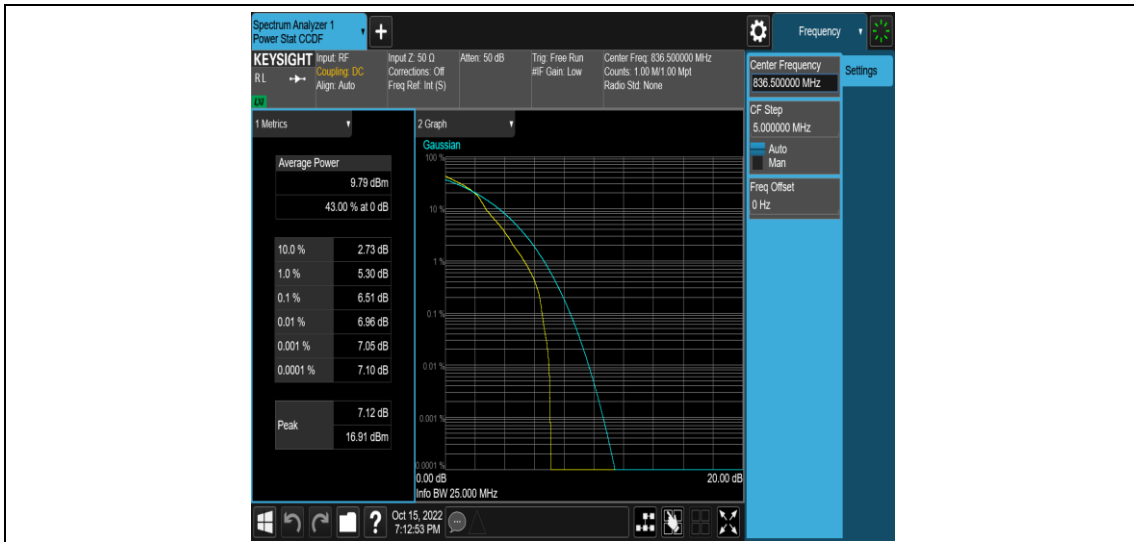 Spectrum Analyzer 1
Power Stat CCDF
Frequency
KEYSIGHT
RL
LXI
Input: RF
Coupling: DC
Align: Auto
Input Z: 50 Ω
Corrections: Off
Freq Ref: Int (S)
Atten: 50 dB
Trig: Free Run
#IF Gain: Low
Center Freq: 836.500000 MHz
Counts: 1.00 M/1.00 Mpt
Radio Std: None
Center Frequency
836.500000 MHz
Settings
CF Step
5.000000 MHz
Auto
Man
Freq Offset
0 Hz
1 Metrics
Average Power
9.79 dBm
43.00 % at 0 dB
10.0 % 2.73 dB
1.0 % 5.30 dB
0.1 % 6.51 dB
0.01 % 6.96 dB
0.001 % 7.05 dB
0.0001 % 7.10 dB
Peak
7.12 dB
16.91 dBm
2 Graph
Gaussian
100 %
10 %
1 %
0.1 %
0.01 %
0.001 %
0.0001 %
0.00 dB 20.00 dB
Info BW 25.000 MHz
Oct 15, 2022
7:12:53 PM